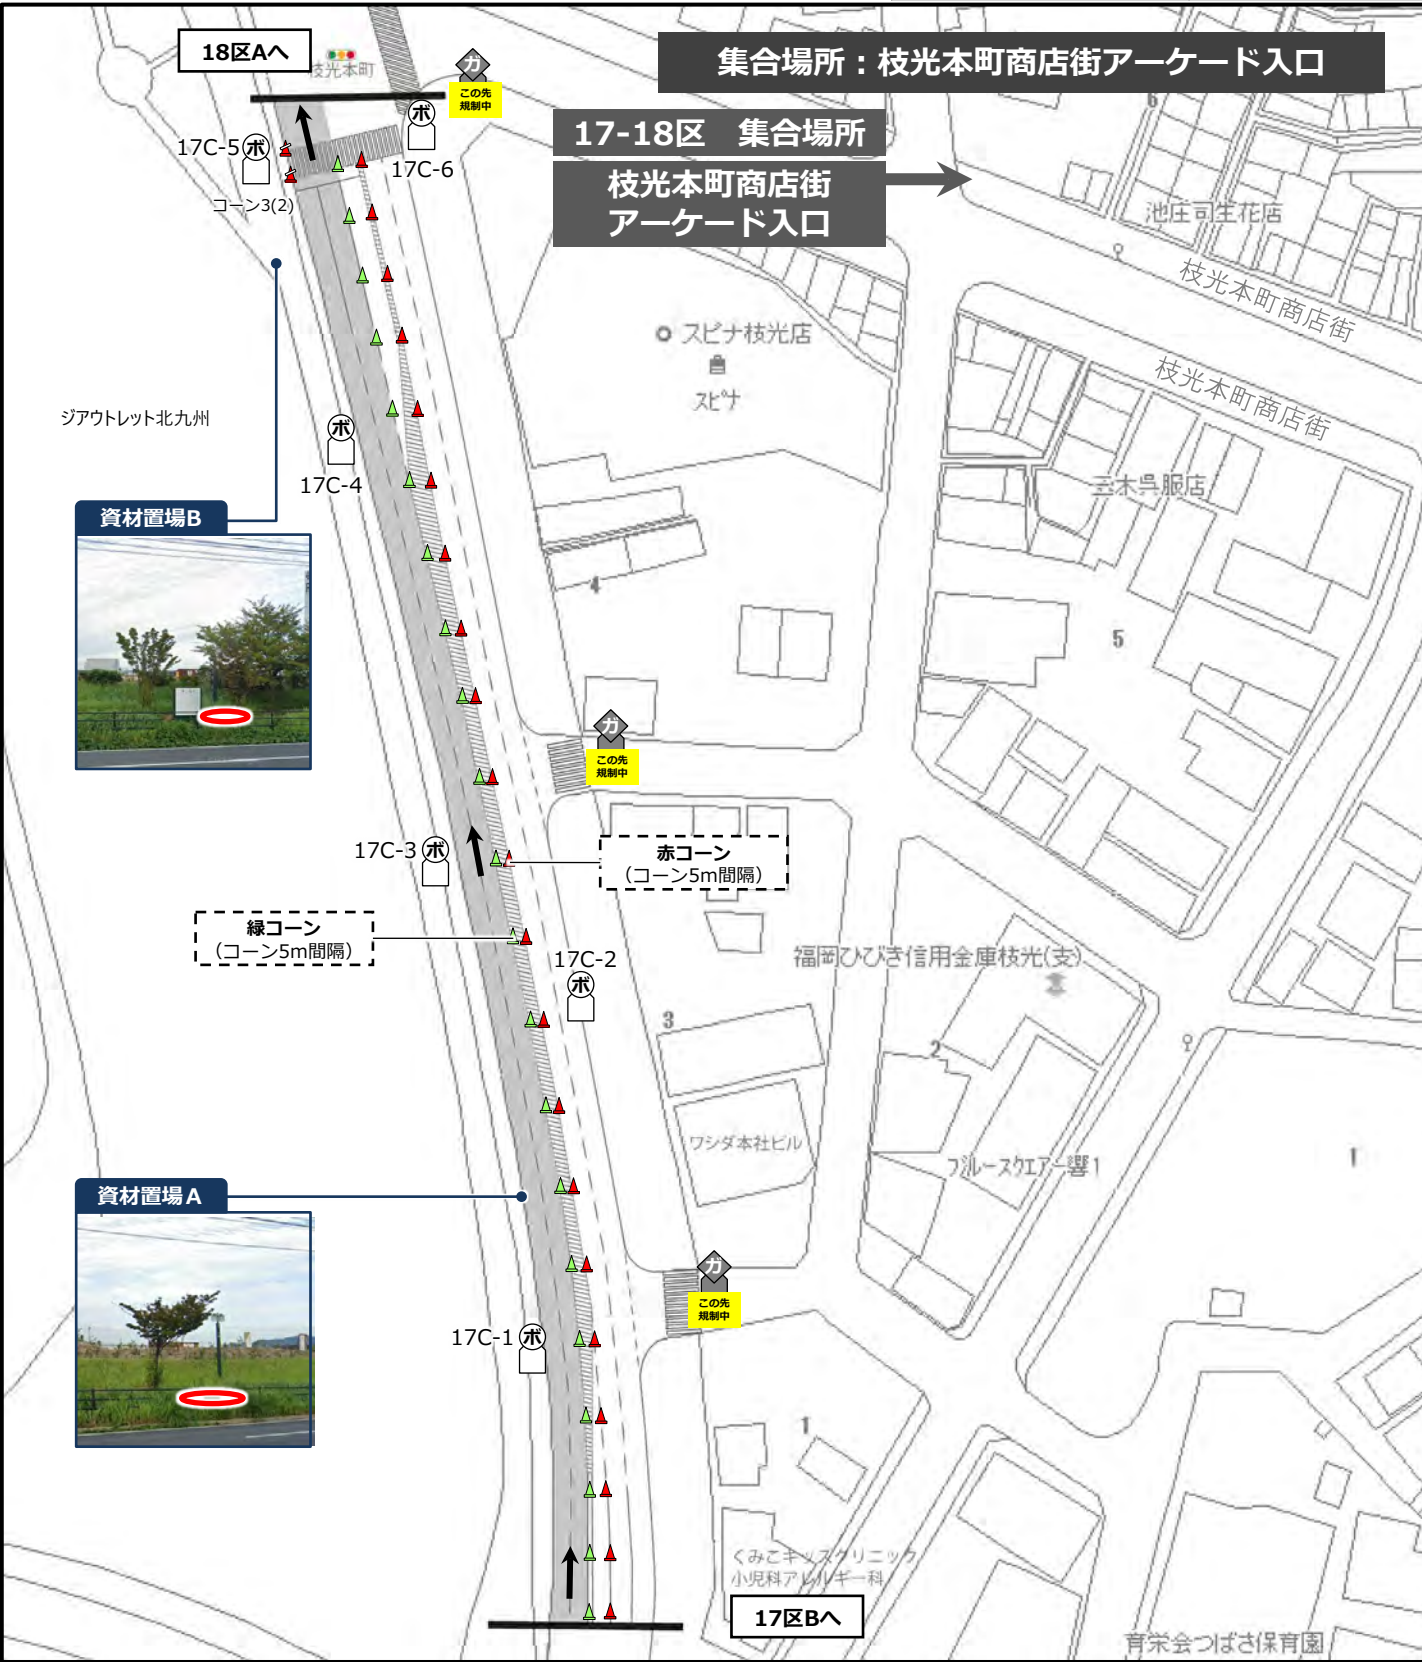 18区Aへ
枝光本町
ガ
この先
規制中
集合場所：枝光本町商店街アーケード入口
17-18区　集合場所
枝光本町商店街
アーケード入口
17C-5
ボ
ボ
17C-6
コーン3(2)
6
池庄司生花店
枝光本町商店街
枝光本町商店街
スピナ枝光店
スピナ
ジアウトレット北九州
ボ
17C-4
三木呉服店
資材置場B
4
5
ガ
この先
規制中
17C-3
ボ
赤コーン
（コーン5m間隔）
緑コーン
（コーン5m間隔）
17C-2
ボ
福岡ひびき信用金庫枝光(支)
3
2
ワシダ本社ビル
ブルースクエアー響1
1
資材置場A
ガ
この先
規制中
17C-1
ボ
1
くみこキッズクリニック
小児科アレルギー科
17区Bへ
育栄会つばさ保育園